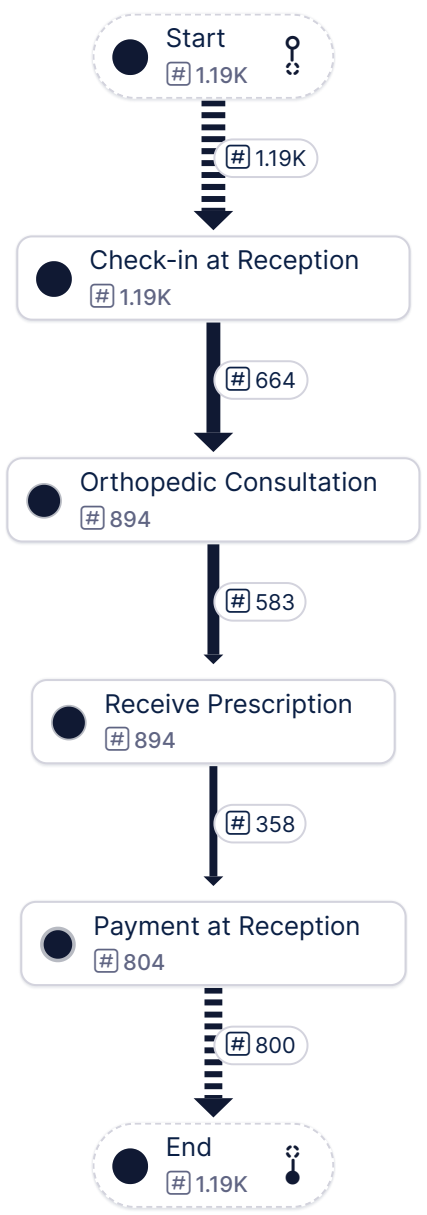 Start
# 1.19K
# 1.19K
Check-in at Reception
# 1.19K
# 664
Orthopedic Consultation
# 894
# 583
Receive Prescription
# 894
# 358
Payment at Reception
# 804
# 800
End
# 1.19K